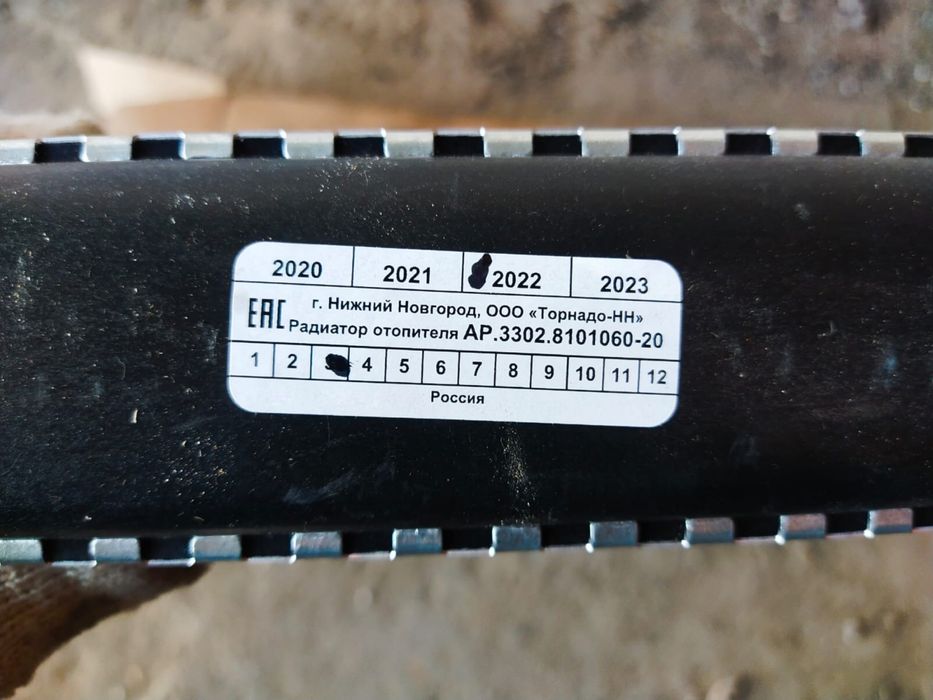 2020 2021 2022 2023
г. Нижний Новгород, ООО «Торнадо-НН»
EAC Радиатор отопителя АР.3302.8101060-20
1 2 4 5 6 7 8 9 10 11 12
Россия